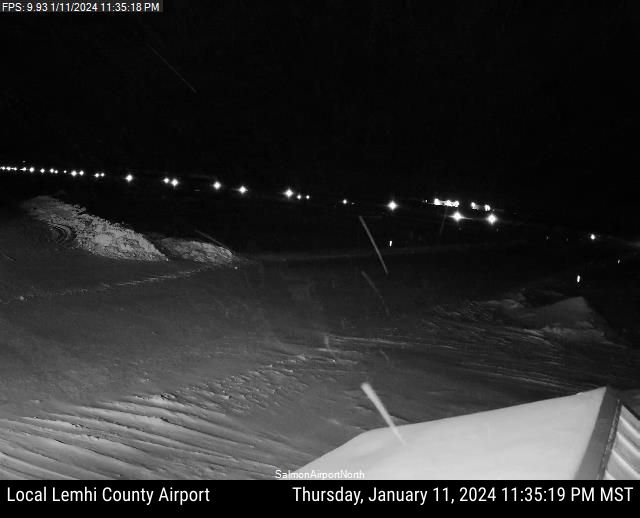 FPS: 9.93 1/11/2024 11:35:18 PM
SalmonAirportNorth
Local Lemhi County Airport Thursday, January 11, 2024 11:35:19 PM MST